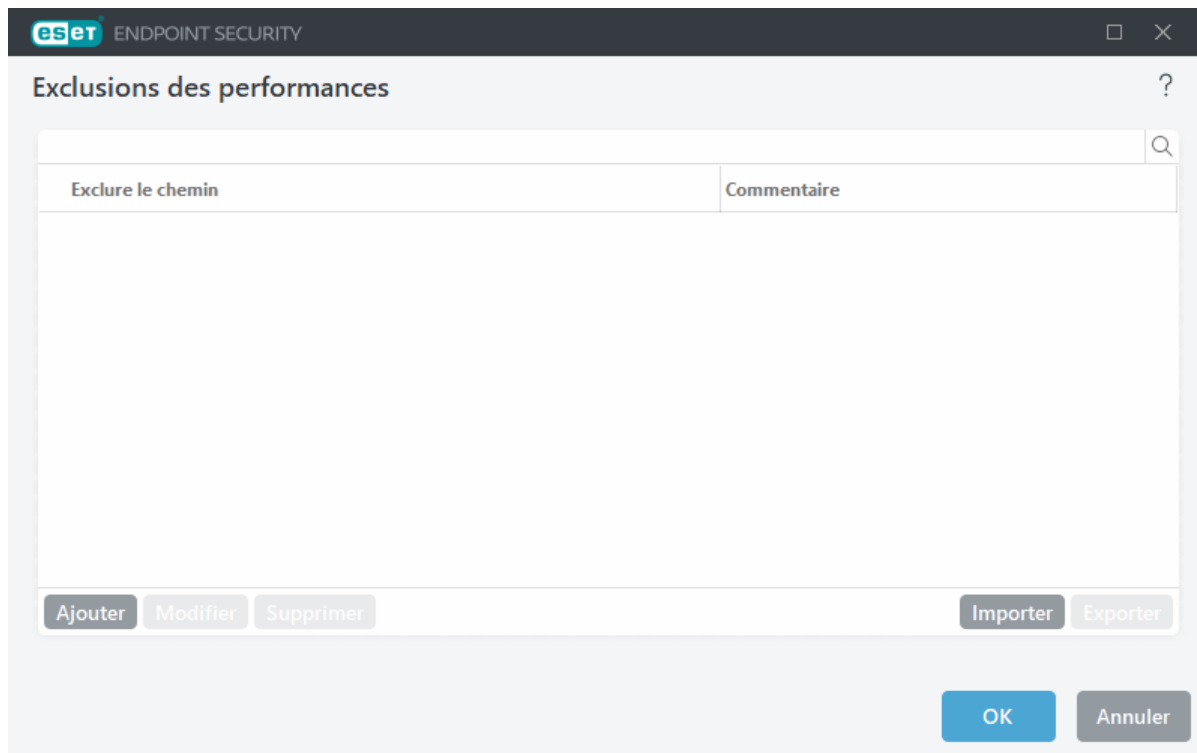 eset ENDPOINT SECURITY
Exclusions des performances
?
Exclure le chemin Commentaire
Ajouter Modifier Supprimer Importer Exporter
OK Annuler